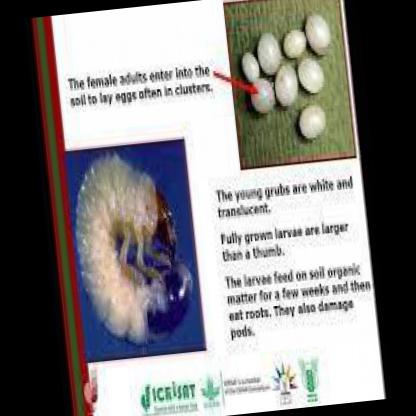 The female adults enter into the
soil to lay eggs often in clusters.
The young grubs are white and
translucent.
Fully grown larvae are larger
than a thumb.
The larvae feed on soil organic
matter for a few weeks and then
eat roots. They also damage
pods.
ICRISAT